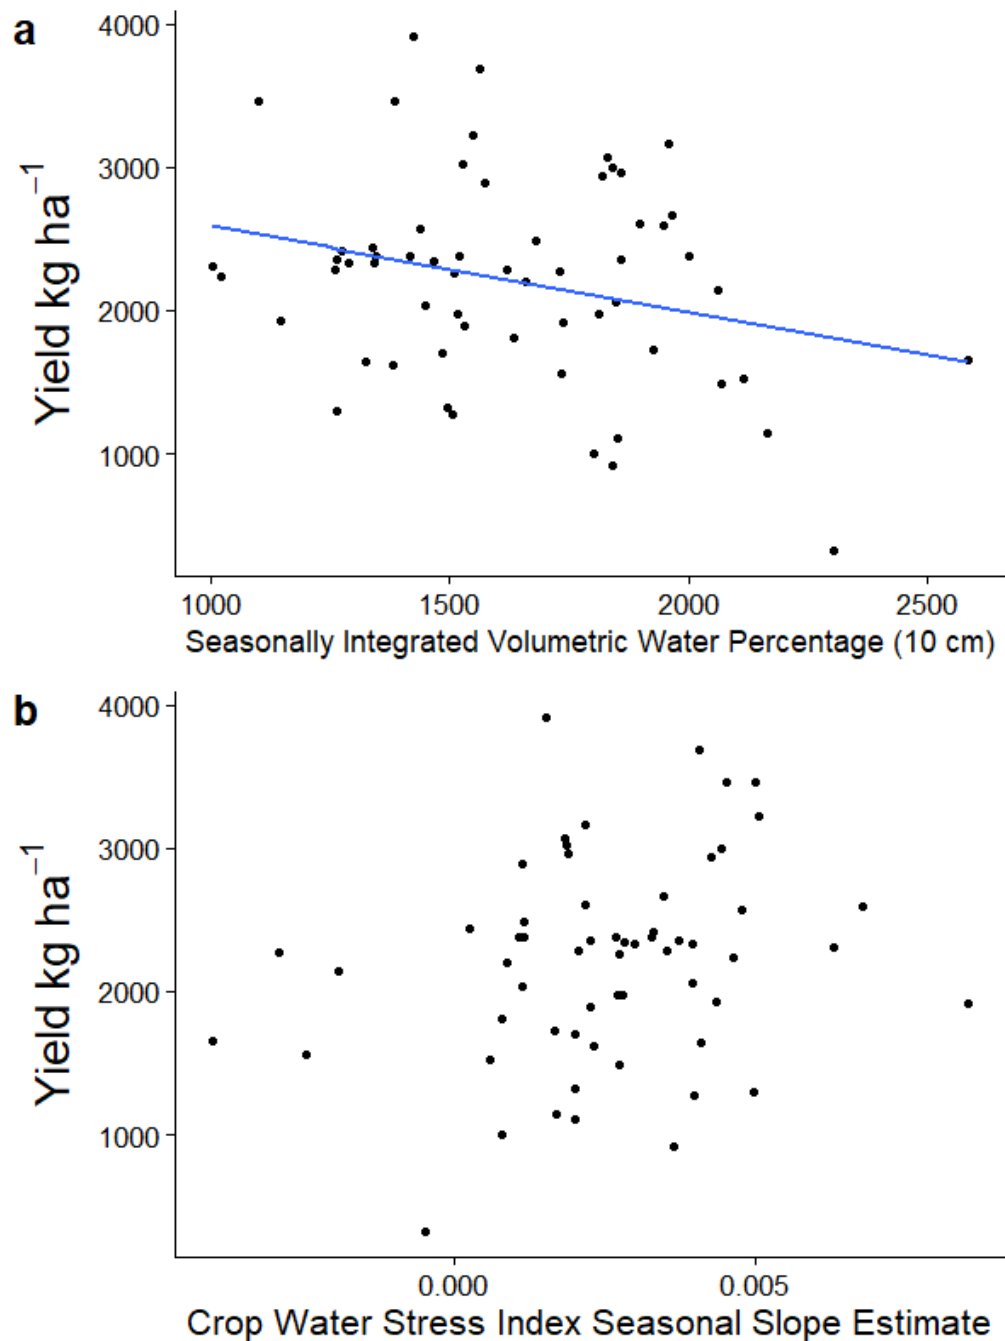 a
4000
3000
2000
1000
Yield kg ha⁻¹
1000 1500 2000 2500
Seasonally Integrated Volumetric Water Percentage (10 cm)
b
4000
3000
2000
1000
Yield kg ha⁻¹
0.000 0.005
Crop Water Stress Index Seasonal Slope Estimate